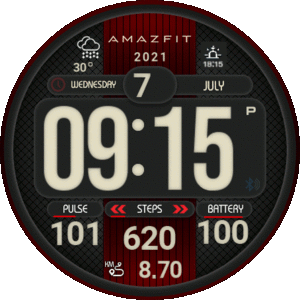 AMAZFIT
30°
2021
18:15
WEDNESDAY
7
JULY
09:15
P
PULSE
STEPS
BATTERY
101
620
100
KM
8.70